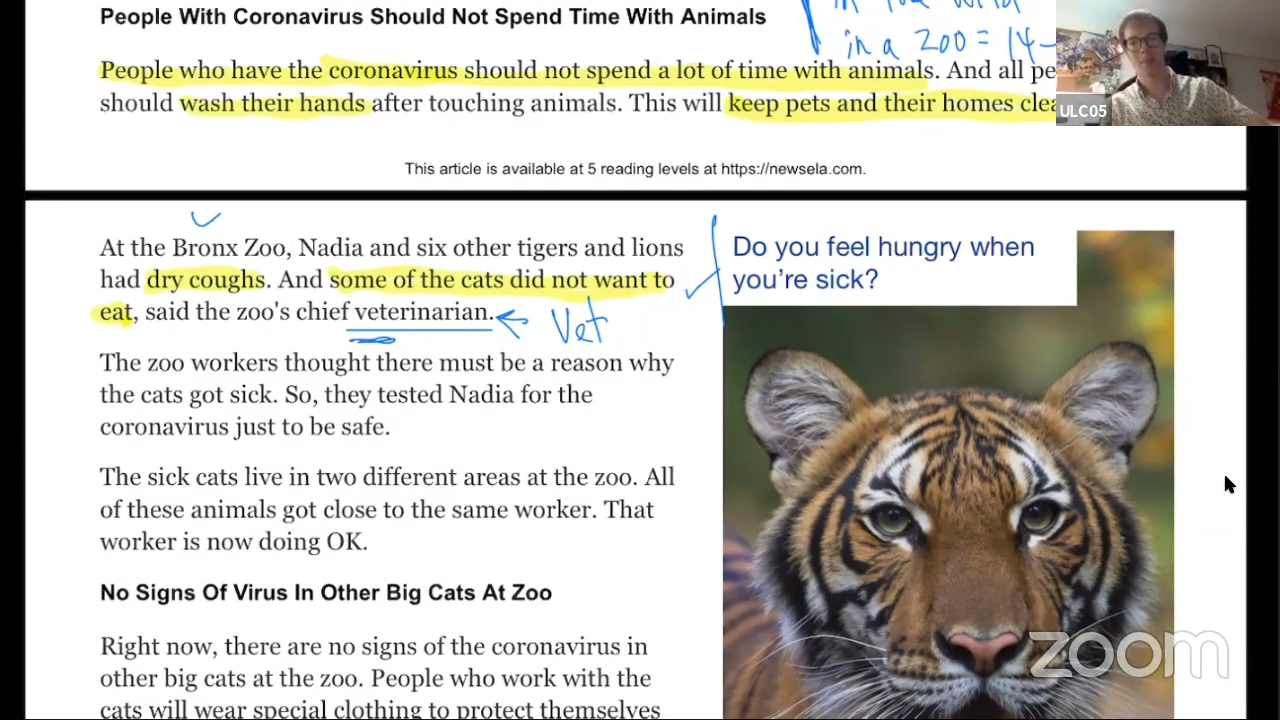 People With Coronavirus Should Not Spend Time With Animals
in the wild
in a zoo = 14-
People who have the coronavirus should not spend a lot of time with animals. And all pe
should wash their hands after touching animals. This will keep pets and their homes clea
ULC05
This article is available at 5 reading levels at https://newsela.com.
At the Bronx Zoo, Nadia and six other tigers and lions
had dry coughs. And some of the cats did not want to
eat, said the zoo's chief veterinarian.
Vet
Do you feel hungry when
you're sick?
The zoo workers thought there must be a reason why
the cats got sick. So, they tested Nadia for the
coronavirus just to be safe.
The sick cats live in two different areas at the zoo. All
of these animals got close to the same worker. That
worker is now doing OK.
No Signs Of Virus In Other Big Cats At Zoo
Right now, there are no signs of the coronavirus in
other big cats at the zoo. People who work with the
cats will wear special clothing to protect themselves
zoom